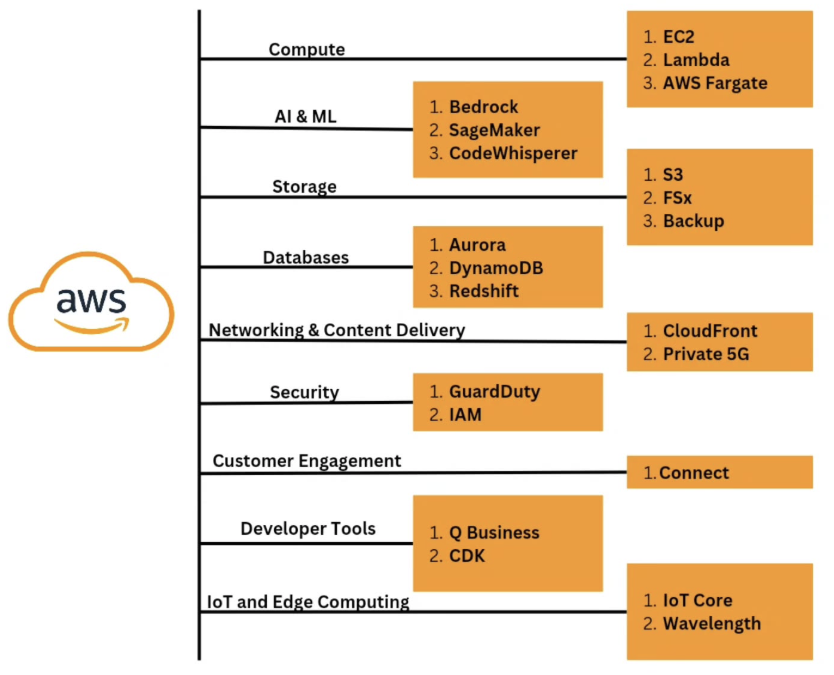 aws
Compute
1. EC2
2. Lambda
3. AWS Fargate
AI & ML
1. Bedrock
2. SageMaker
3. CodeWhisperer
Storage
1. S3
2. FSx
3. Backup
Databases
1. Aurora
2. DynamoDB
3. Redshift
Networking & Content Delivery
1. CloudFront
2. Private 5G
Security
1. GuardDuty
2. IAM
Customer Engagement
1. Connect
Developer Tools
1. Q Business
2. CDK
IoT and Edge Computing
1. IoT Core
2. Wavelength